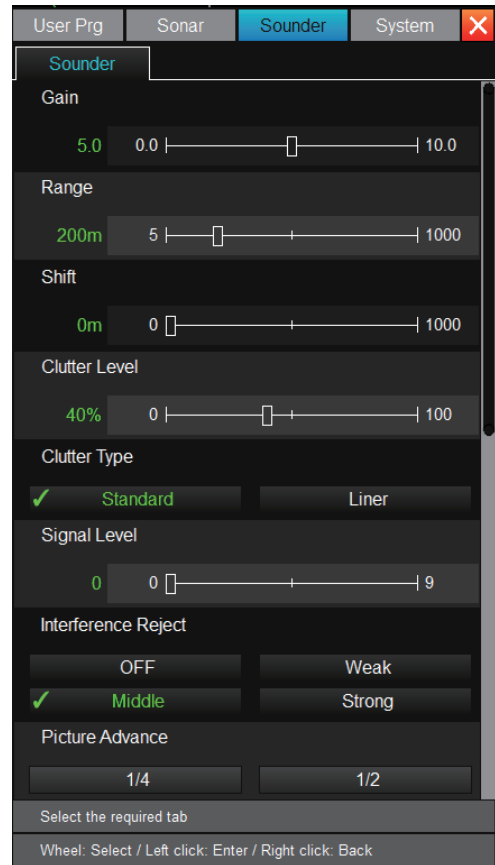 User Prg Sonar Sounder System
Sounder
Gain
5.0 0.0 10.0
Range
200m 5 1000
Shift
0m 0 1000
Clutter Level
40% 0 100
Clutter Type
✓ Standard Liner
Signal Level
0 0 9
Interference Reject
OFF Weak
✓ Middle Strong
Picture Advance
1/4 1/2
Select the required tab
Wheel: Select / Left click: Enter / Right click: Back